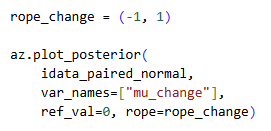 rope_change = (-1, 1)
az.plot_posterior(
    idata_paired_normal,
    var_names=["mu_change"],
    ref_val=0, rope=rope_change)